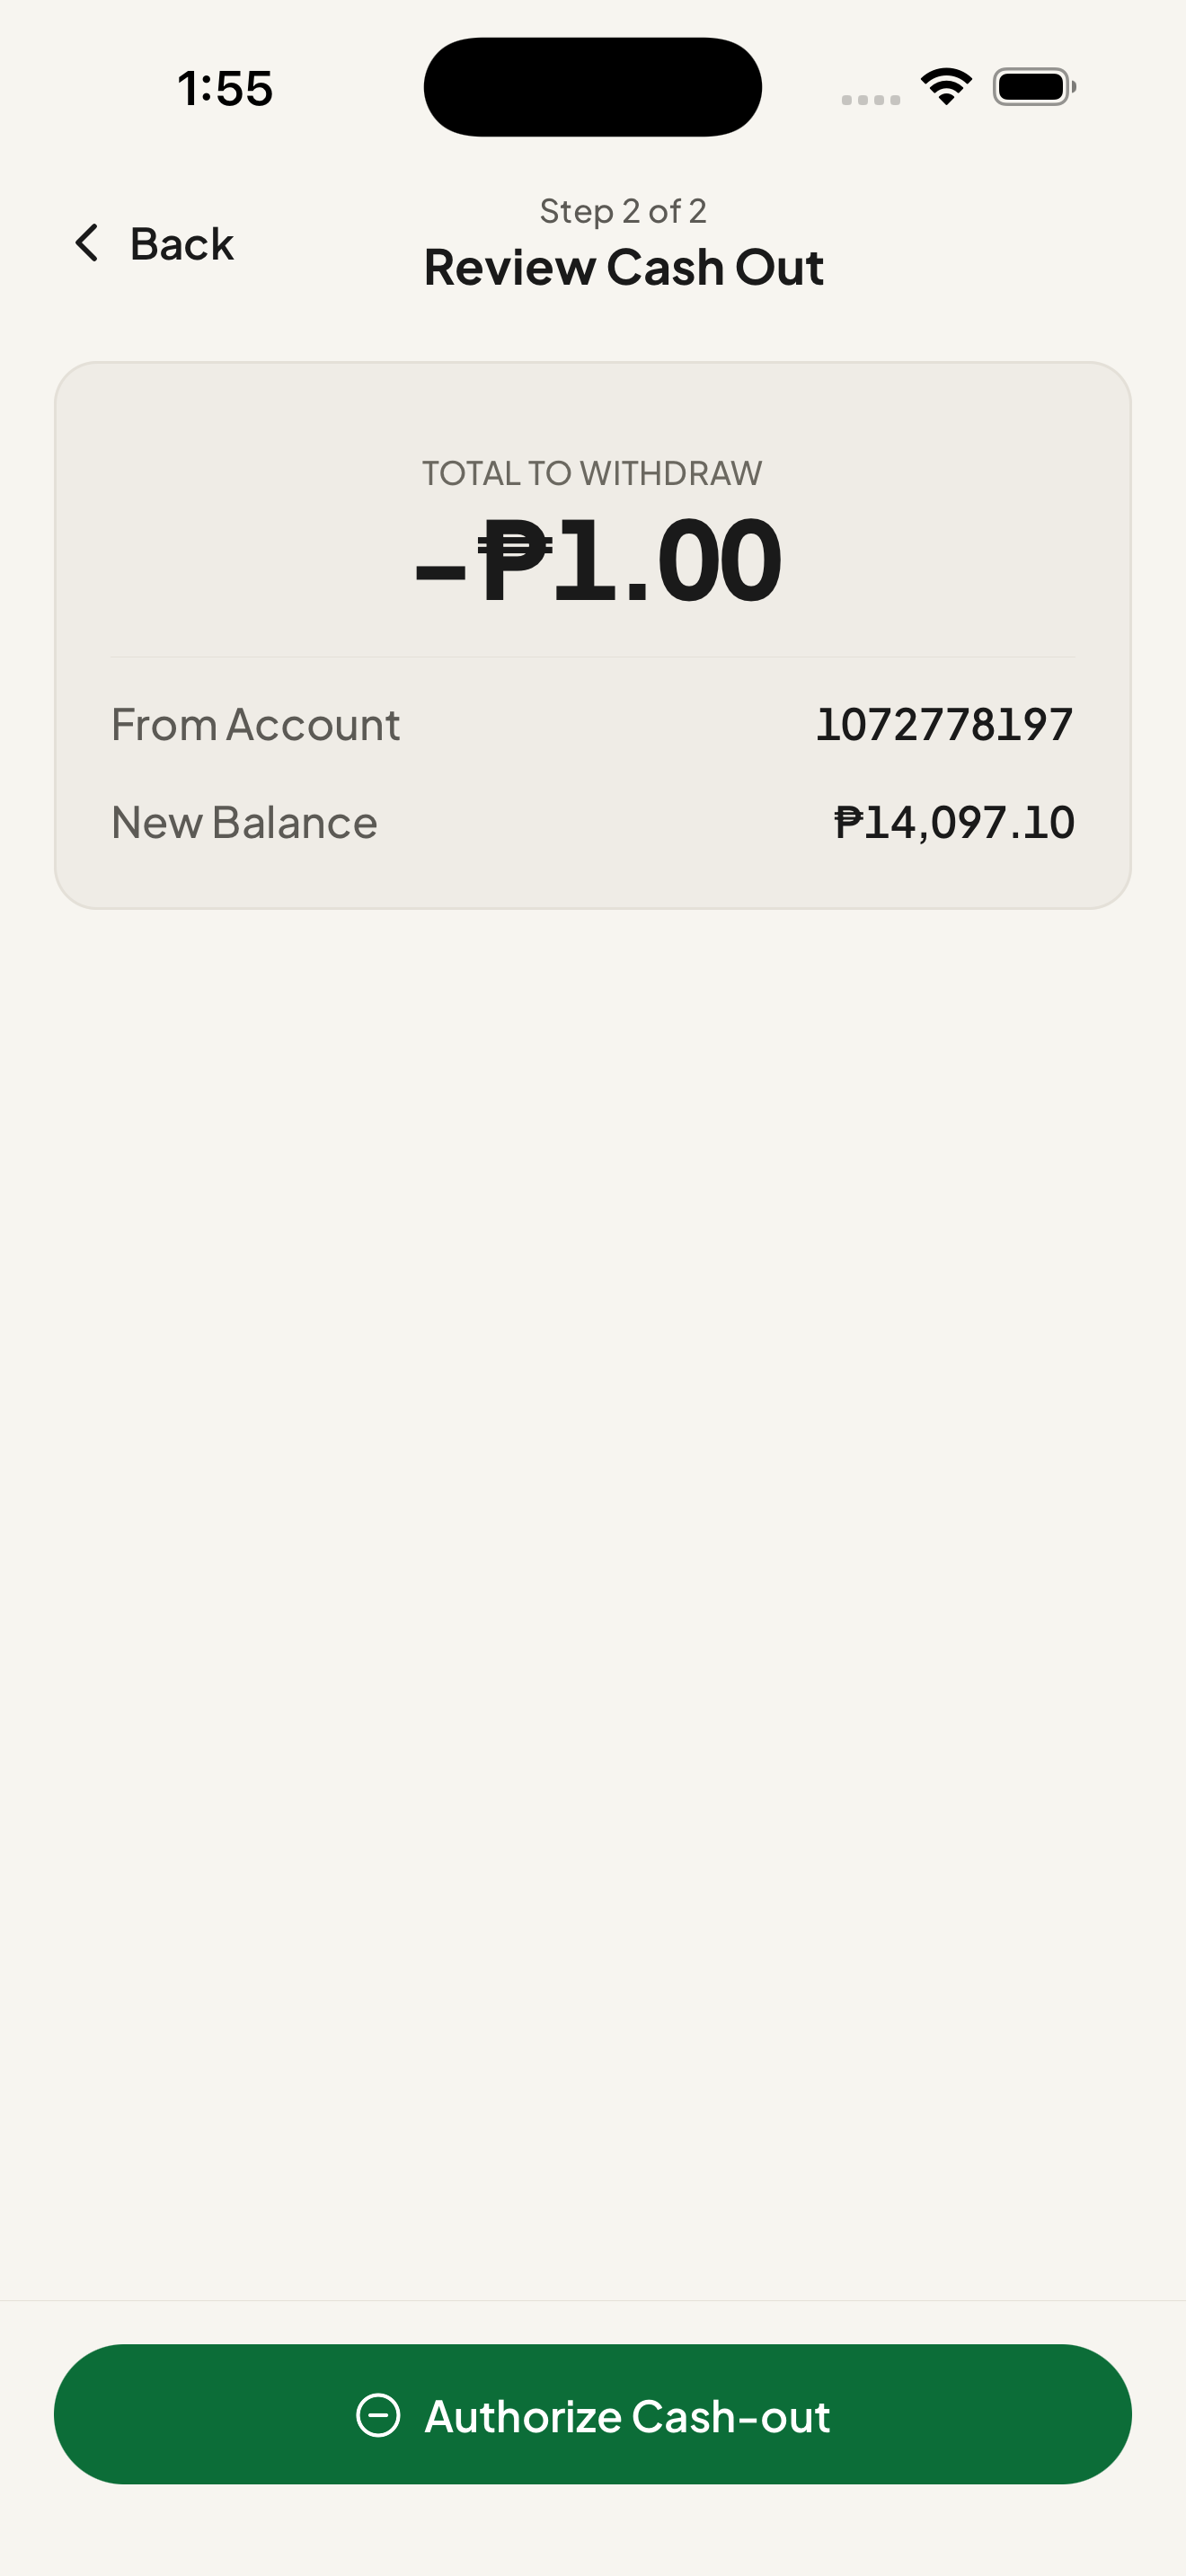 1:55
Back
Step 2 of 2
Review Cash Out
TOTAL TO WITHDRAW
-₱1.00
From Account 1072778197
New Balance ₱14,097.10
Authorize Cash-out